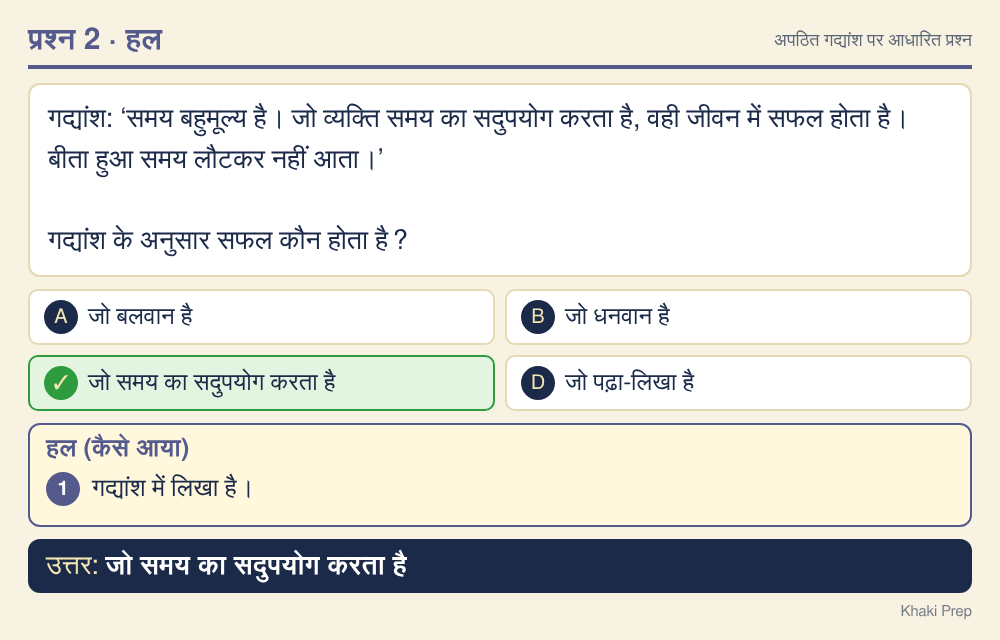 प्रश्न 2 · हल
अपठित गद्यांश पर आधारित प्रश्न
गद्यांश: ‘समय बहुमूल्य है। जो व्यक्ति समय का सदुपयोग करता है, वही जीवन में सफल होता है।
बीता हुआ समय लौटकर नहीं आता।’
गद्यांश के अनुसार सफल कौन होता है?
A जो बलवान है
B जो धनवान है
✓ जो समय का सदुपयोग करता है
D जो पढ़ा-लिखा है
हल (कैसे आया)
1 गद्यांश में लिखा है।
उत्तर: जो समय का सदुपयोग करता है
Khaki Prep